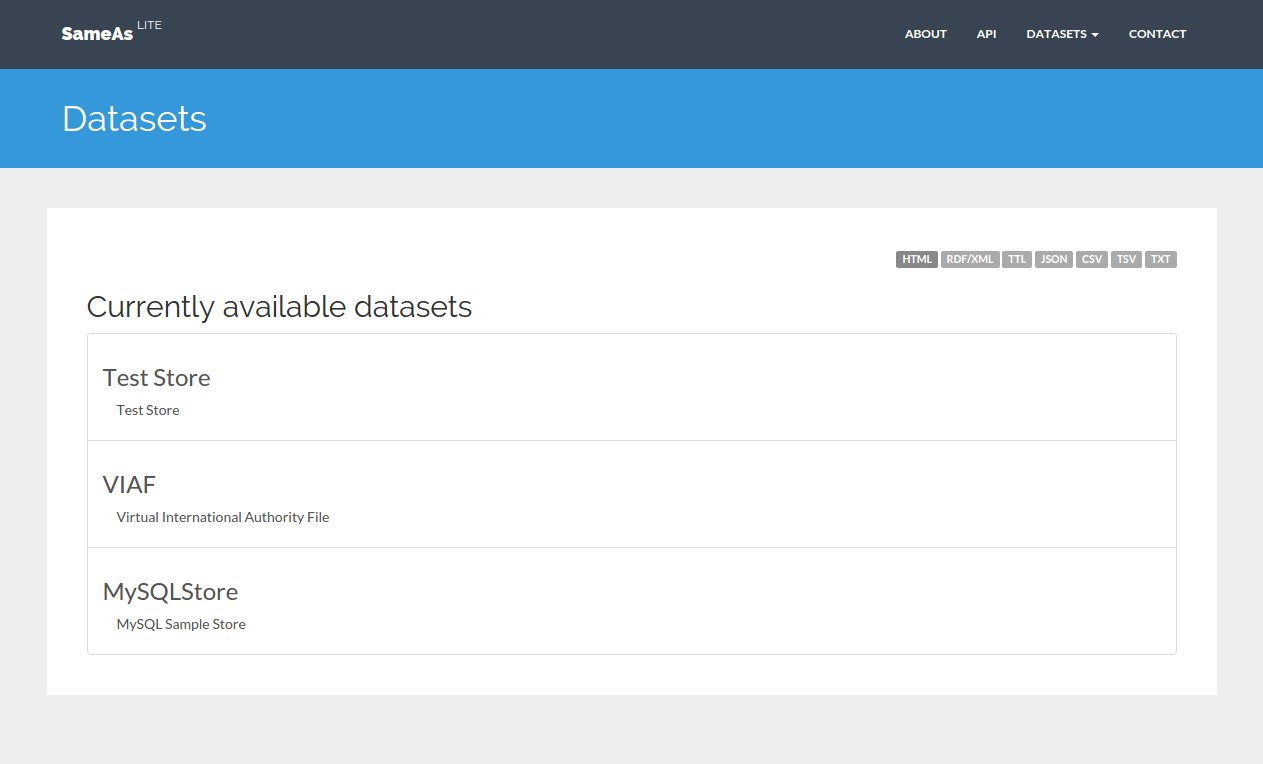 SameAs LITE
ABOUT API DATASETS CONTACT
Datasets
HTML RDF/XML TTL JSON CSV TSV TXT
Currently available datasets
Test Store
Test Store
VIAF
Virtual International Authority File
MySQLStore
MySQL Sample Store